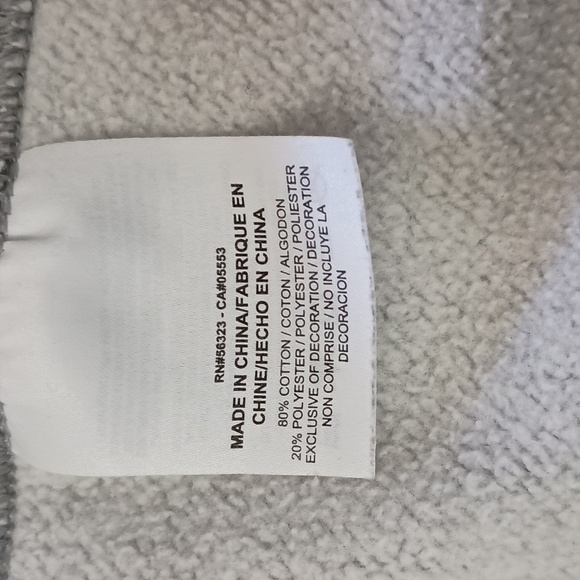 RN#56323 - CA#05553
MADE IN CHINA/FABRIQUE EN
CHINE/HECHO EN CHINA
80% COTTON / COTON / ALGODON
20% POLYESTER / POLYESTER / POLIESTER
EXCLUSIVE OF DECORATION / DECORATION
NON COMPRISE / NO INCLUYE LA
DECORACION